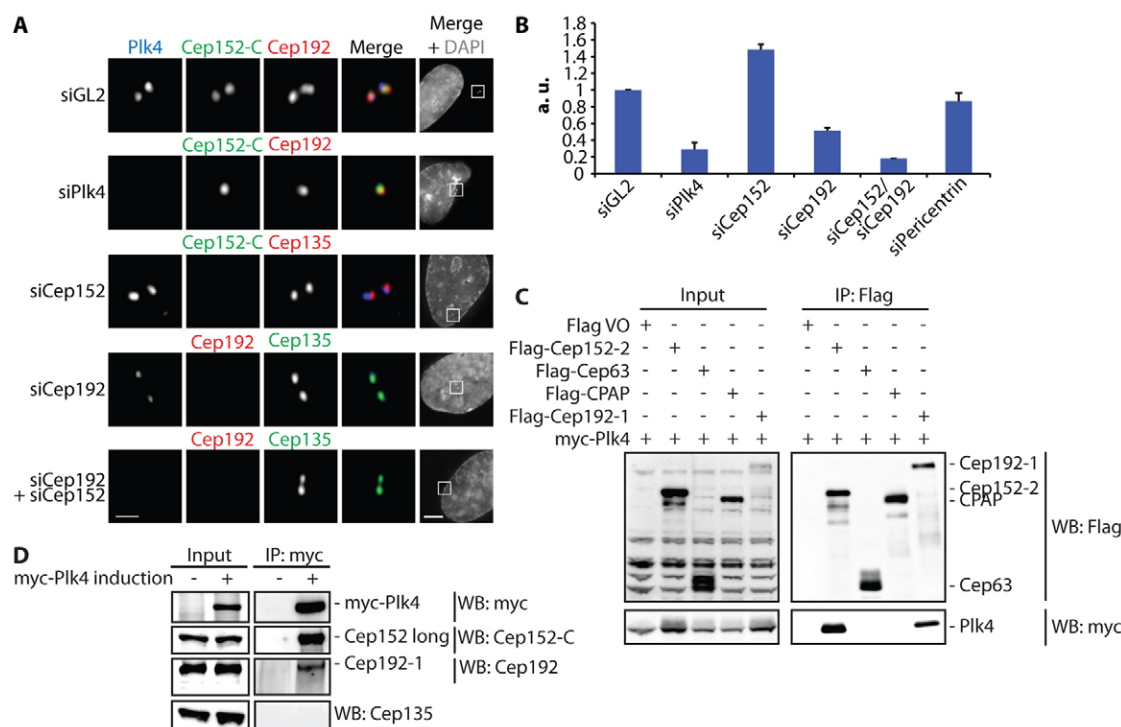 A
Plk4 Cep152-C Cep192 Merge Merge + DAPI
siGL2
Cep152-C Cep192
siPlk4
Cep152-C Cep135
siCep152
Cep192 Cep135
siCep192
Cep192 Cep135
siCep192
+ siCep152
B
a. u.
1.8
1.6
1.4
1.2
1
0.8
0.6
0.4
0.2
0
siGL2 siPlk4 siCep152 siCep192 siCep152/siCep192 siPericentrin
C
Input IP: Flag
Flag VO + - - - - + - - - -
Flag-Cep152-2 - + - - - - + - - -
Flag-Cep63 - - + - - - - + - -
Flag-CPAP - - - + - - - - + -
Flag-Cep192-1 - - - - + - - - - +
myc-Plk4 + + + + + + + + + +
- Cep192-1
- Cep152-2
- CPAP
WB: Flag
- Cep63
- Plk4 WB: myc
D
Input IP: myc
myc-Plk4 induction - + - +
- myc-Plk4 WB: myc
- Cep152 long WB: Cep152-C
- Cep192-1 WB: Cep192
WB: Cep135